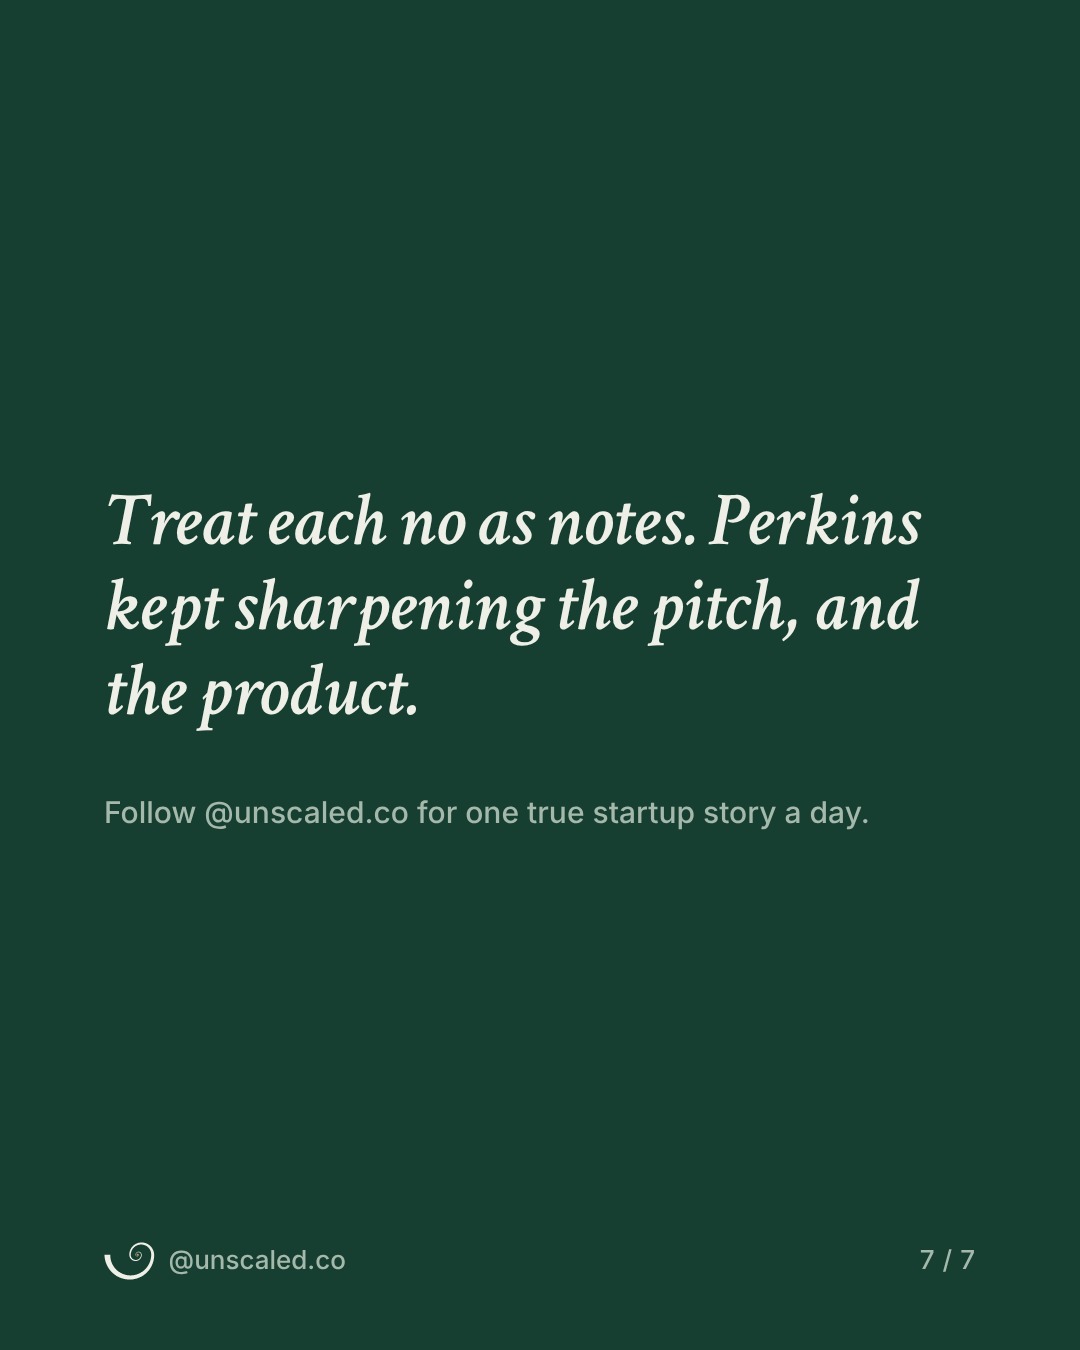 Treat each no as notes. Perkins
kept sharpening the pitch, and
the product.
Follow @unscaled.co for one true startup story a day.
@unscaled.co
7 / 7